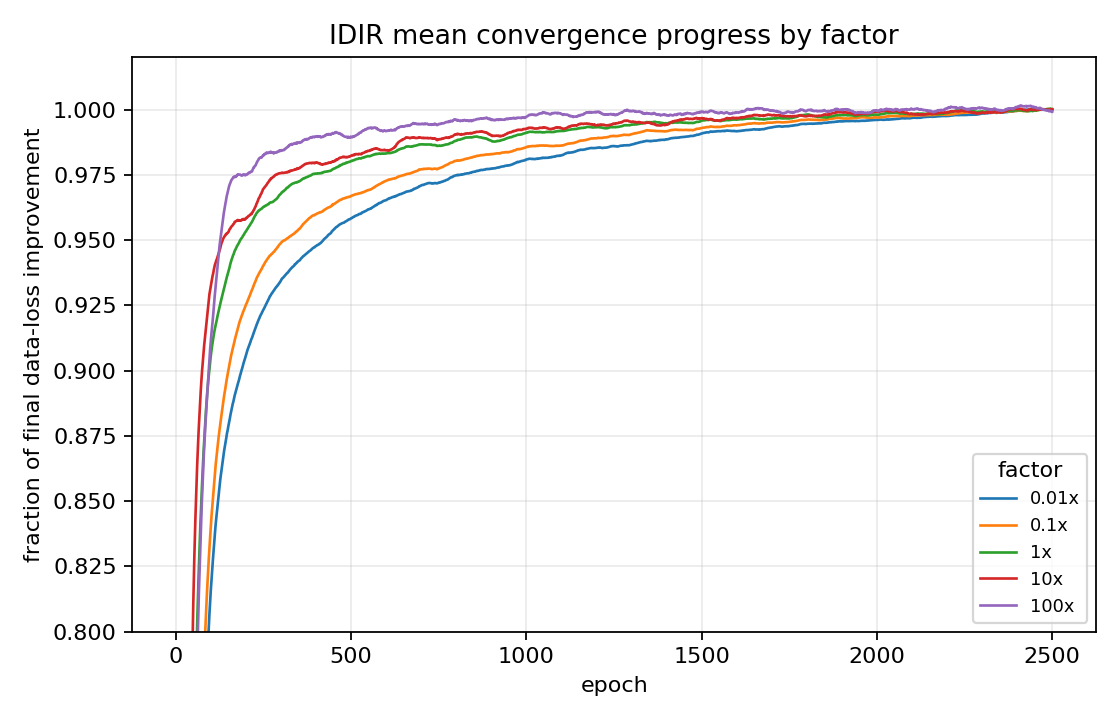 IDIR mean convergence progress by factor
fraction of final data-loss improvement
1.000
0.975
0.950
0.925
0.900
0.875
0.850
0.825
0.800
0
500
1000
1500
2000
2500
epoch
factor
0.01x
0.1x
1x
10x
100x